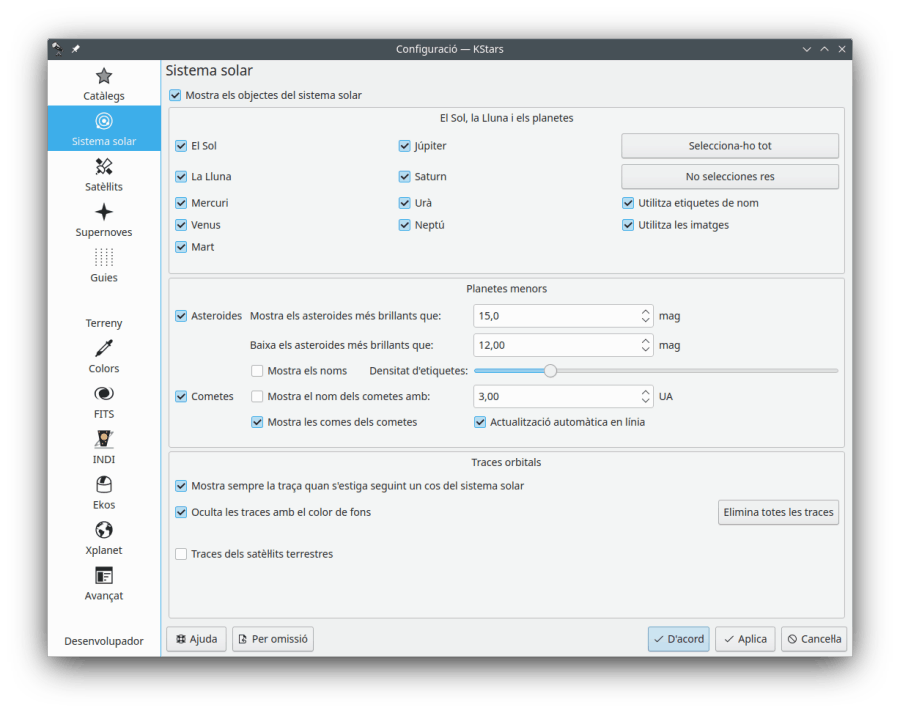 Configuració — KStars
Catàlegs
Sistema solar
Satèl·lits
Supernoves
Guies
Terreny
Colors
FITS
INDI
Ekos
Xplanet
Avançat
Desenvolupador
Sistema solar
Mostra els objectes del sistema solar
El Sol, la Lluna i els planetes
El Sol Júpiter Selecciona-ho tot
La Lluna Saturn No selecciones res
Mercuri Urà Utilitza etiquetes de nom
Venus Neptú Utilitza les imatges
Mart
Planetes menors
Asteroides Mostra els asteroides més brillants que: 15,0 mag
Baixa els asteroides més brillants que: 12,00 mag
Mostra els noms Densitat d'etiquetes:
Cometes Mostra el nom dels cometes amb: 3,00 UA
Mostra les comes dels cometes Actualització automàtica en línia
Traces orbitals
Mostra sempre la traça quan s'estiga seguint un cos del sistema solar
Oculta les traces amb el color de fons Elimina totes les traces
Traces dels satèl·lits terrestres
Ajuda Per omissió D'acord Aplica Cancel·la